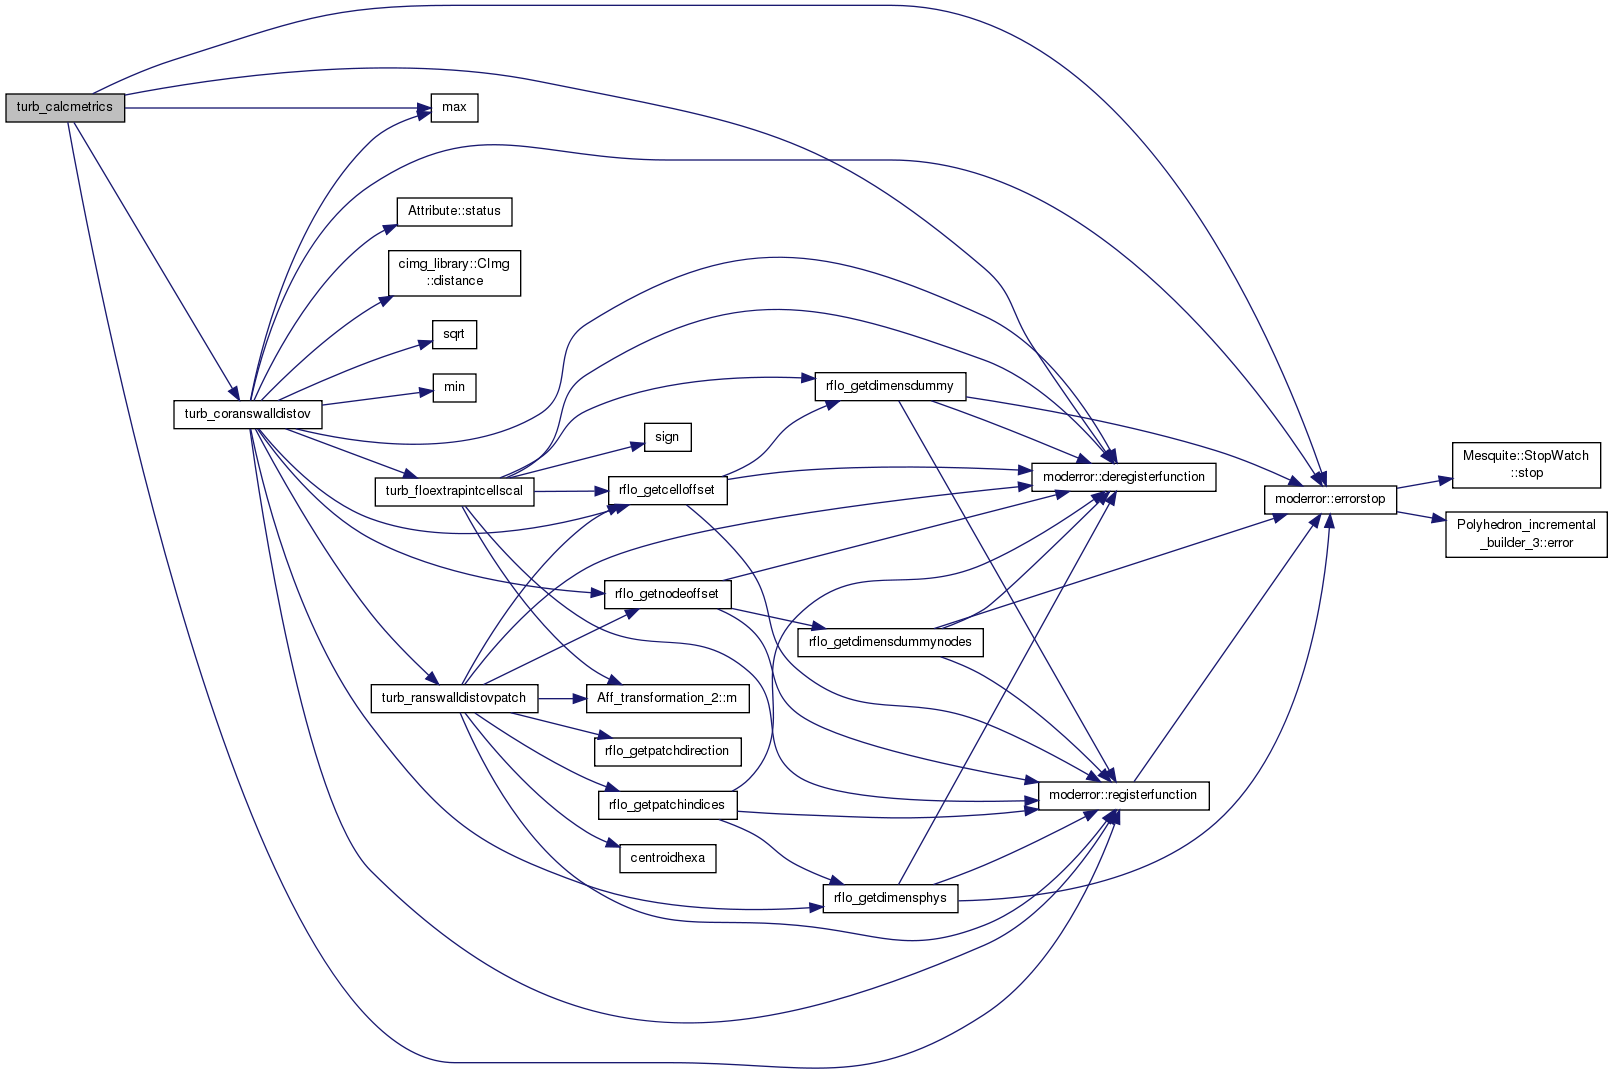 turb_calcmetrics
max
Attribute::status
cimg_library::CImg
::distance
sqrt
min
turb_coranswalldistov
rflo_getdimensdummy
sign
Mesquite::StopWatch
::stop
moderror::deregisterfunction
turb_floextrapintcellscal
rflo_getcelloffset
moderror::errorstop
Polyhedron_incremental
_builder_3::error
rflo_getnodeoffset
rflo_getdimensdummynodes
turb_ranswalldistovpatch
Aff_transformation_2::m
rflo_getpatchdirection
rflo_getpatchindices
moderror::registerfunction
centroidhexa
rflo_getdimensphys